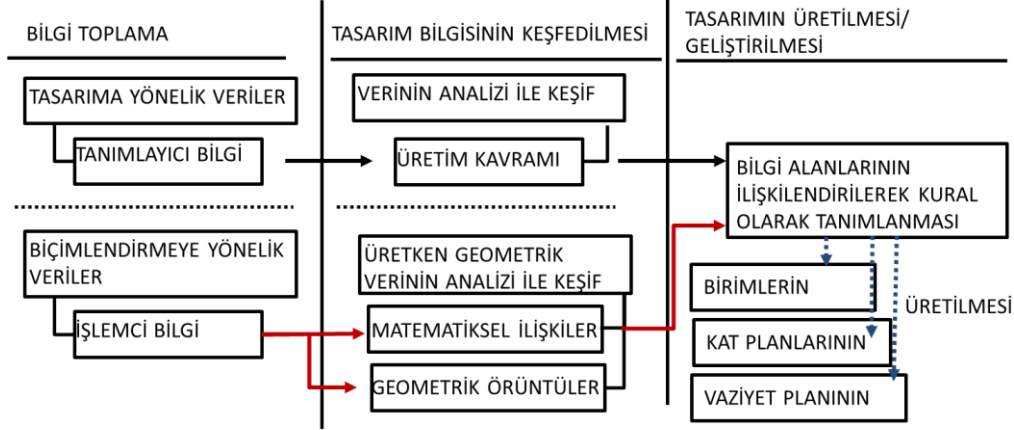 BİLGİ TOPLAMA
TASARIMA YÖNELİK VERİLER
TANIMLAYICI BİLGİ
BİÇİMLENDİRMEYE YÖNELİK
VERİLER
İŞLEMCİ BİLGİ
TASARIM BİLGİSİNİN KEŞFEDİLMESİ
VERİNİN ANALİZİ İLE KEŞİF
ÜRETİM KAVRAMI
ÜRETKEN GEOMETRİK
VERİNİN ANALİZİ İLE KEŞİF
MATEMATİKSEL İLİŞKİLER
GEOMETRİK ÖRÜNTÜLER
TASARIMIN ÜRETİLMESİ/
GELİŞTİRİLMESİ
BİLGİ ALANLARININ
İLİŞKİLENDİRİLEREK KURAL
OLARAK TANIMLANMASI
BİRİMLERİN
KAT PLANLARININ
VAZİYET PLANININ
ÜRETİLMESİ